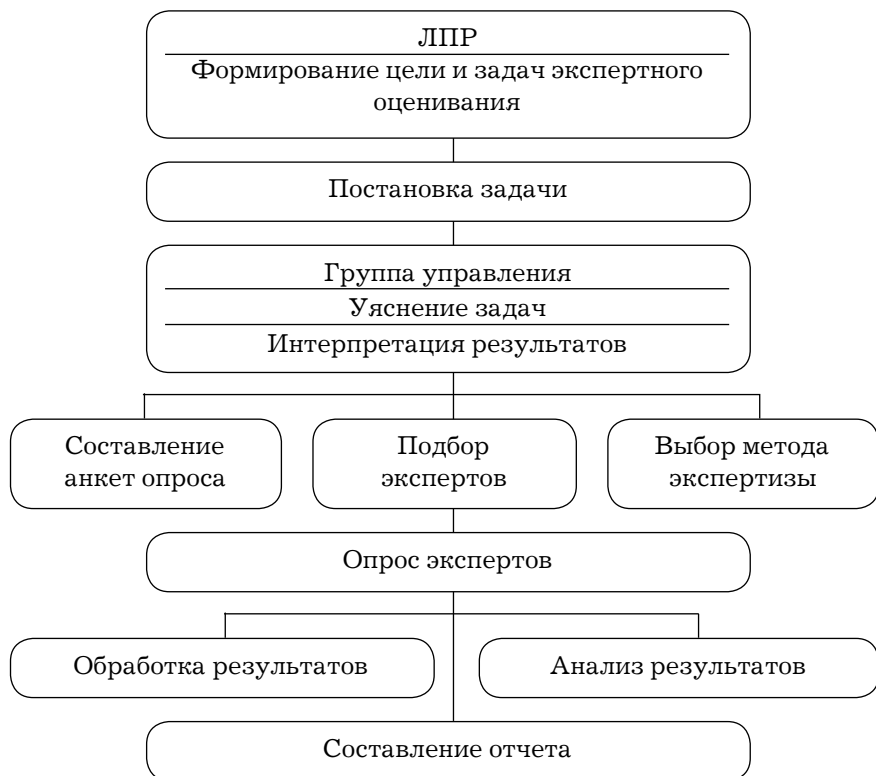 ЛПР
Формирование цели и задач экспертного
оценивания
Постановка задачи
Группа управления
Уяснение задач
Интерпретация результатов
Составление
анкет опроса
Подбор
экспертов
Выбор метода
экспертизы
Опрос экспертов
Обработка результатов
Анализ результатов
Составление отчета